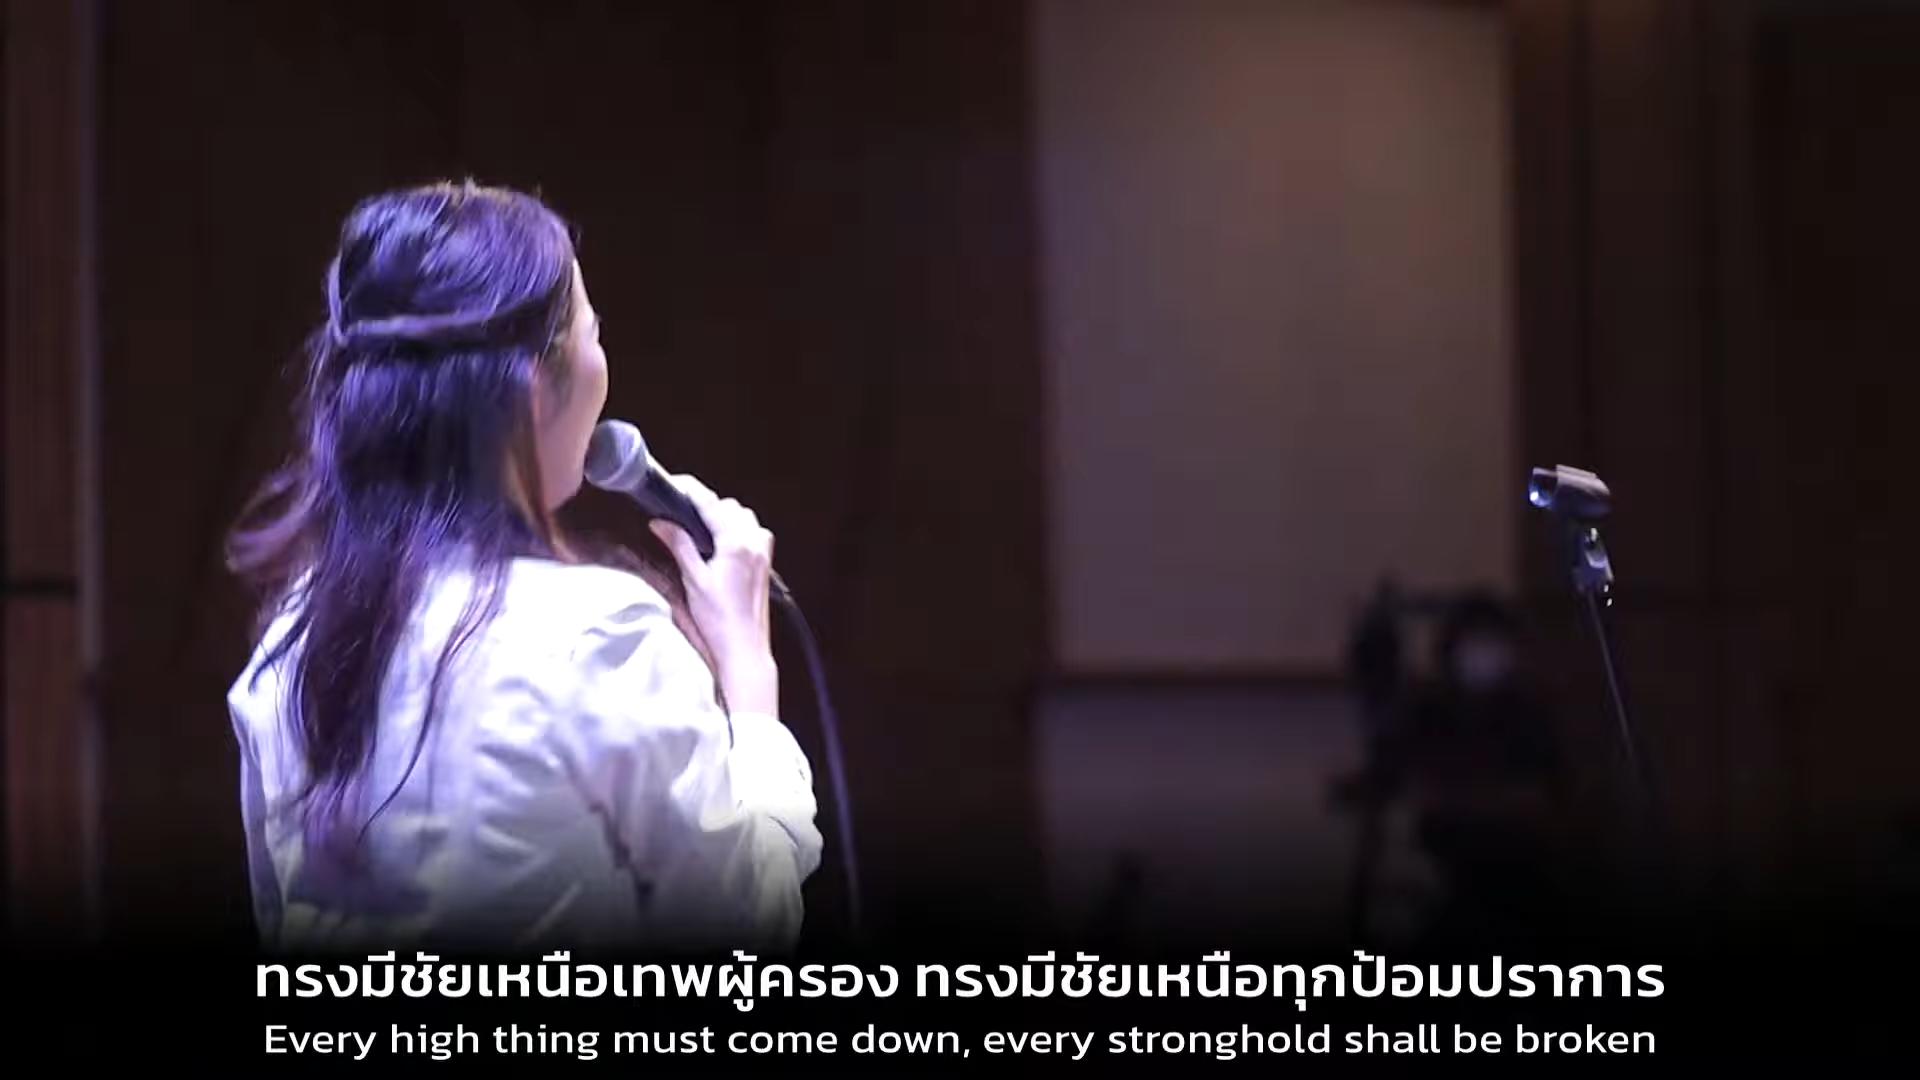 ทรงมีชัยเหนือเทพผู้ครอง ทรงมีชัยเหนือทุกป้อมปราการ
Every high thing must come down, every stronghold shall be broken